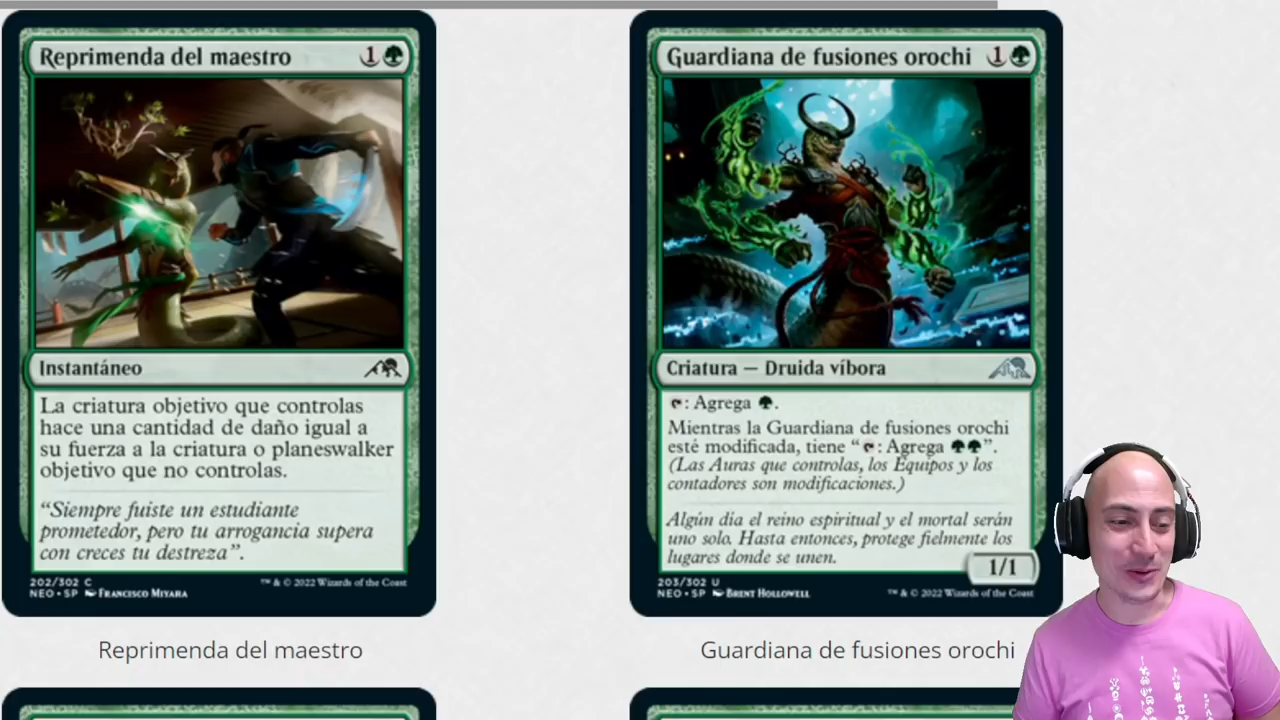 Reprimenda del maestro 1
Instantáneo
La criatura objetivo que controlas
hace una cantidad de daño igual a
su fuerza a la criatura o planeswalker
objetivo que no controlas.
“Siempre fuiste un estudiante
prometedor, pero tu arrogancia supera
con creces tu destreza”.
202/302 C
NEO • SP Francisco Miyara
™ & © 2022 Wizards of the Coast
Reprimenda del maestro
Guardiana de fusiones orochi 1
Criatura — Druida víbora
: Agrega .
Mientras la Guardiana de fusiones orochi
esté modificada, tiene “ : Agrega ”.
(Las Auras que controlas, los Equipos y los
contadores son modificaciones.)
Algún día el reino espiritual y el mortal serán
uno solo. Hasta entonces, protege fielmente los
lugares donde se unen.
1/1
203/302 U
NEO • SP Brent Hollowell
™ & © 2022 Wizards of the Coast
Guardiana de fusiones orochi